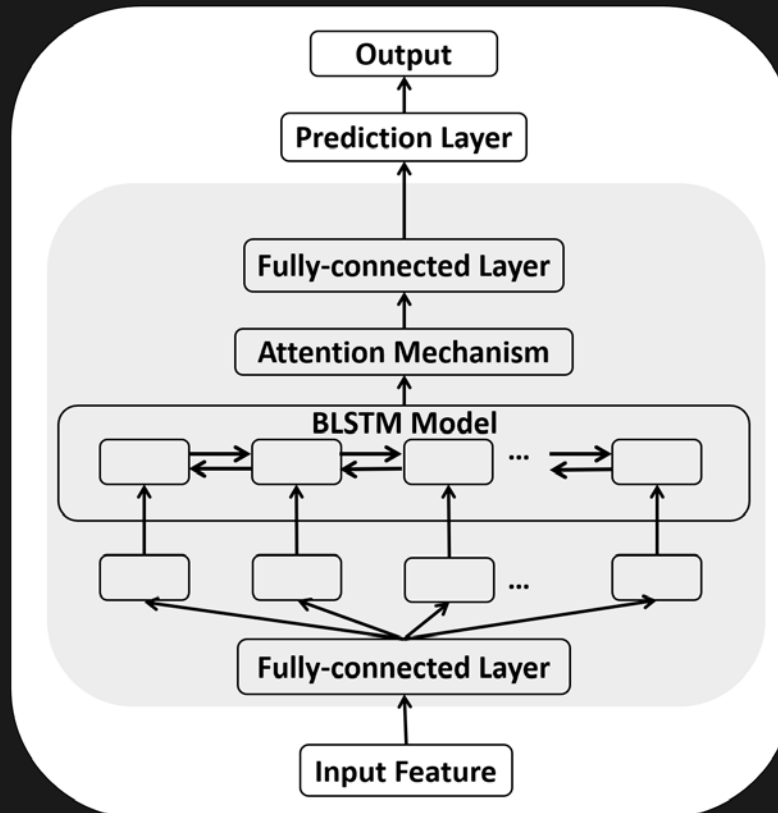 Output
Prediction Layer
Fully-connected Layer
Attention Mechanism
BLSTM Model
...
...
Fully-connected Layer
Input Feature